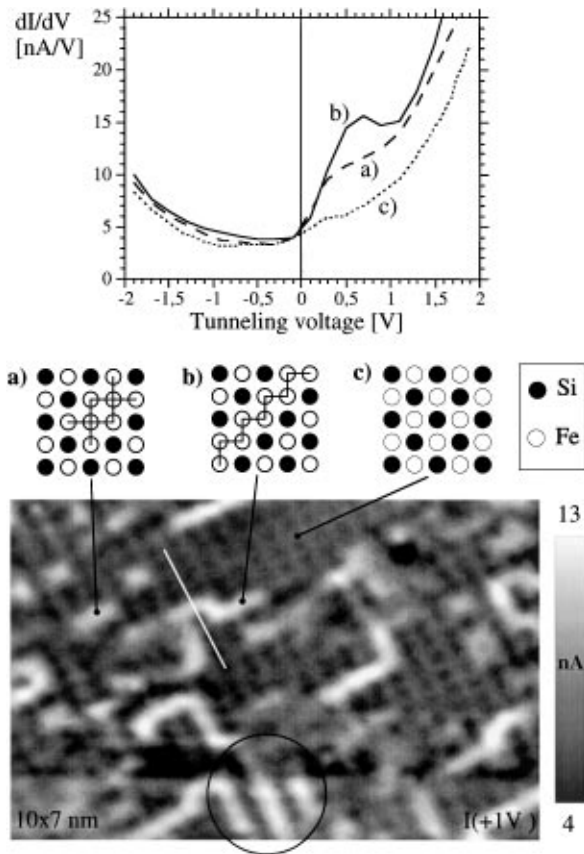 dI/dV
[nA/V]
25
20
15
10
5
0
b)
a)
c)
-2 -1,5 -1 -0,5 0 0,5 1 1,5 2
Tunneling voltage [V]
a) b) c)
Si
Fe
13
nA
10x7 nm I(+1V)
4